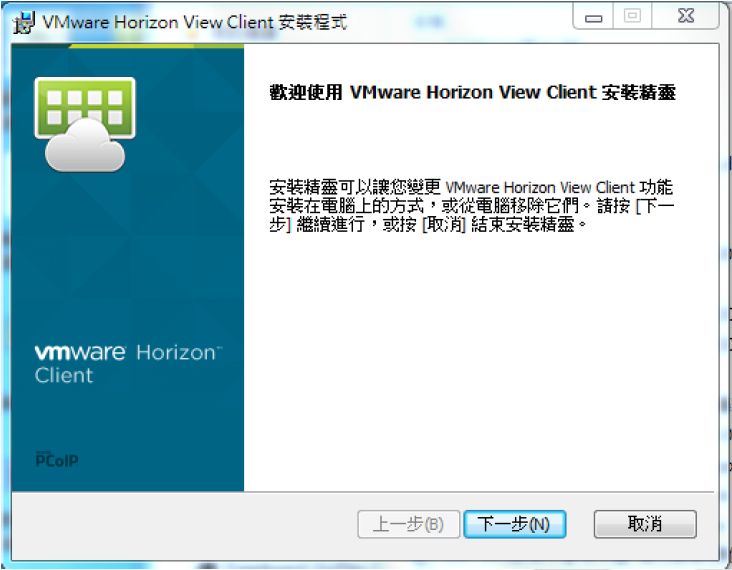 VMware Horizon View Client 安裝程式
歡迎使用 VMware Horizon View Client 安裝精靈
安裝精靈可以讓您變更 VMware Horizon View Client 功能
安裝在電腦上的方式，或從電腦移除它們。請按 [下一
步] 繼續進行，或按 [取消] 結束安裝精靈。
vmware Horizon™
Client
PCoIP
上一步(B)
下一步(N)
取消